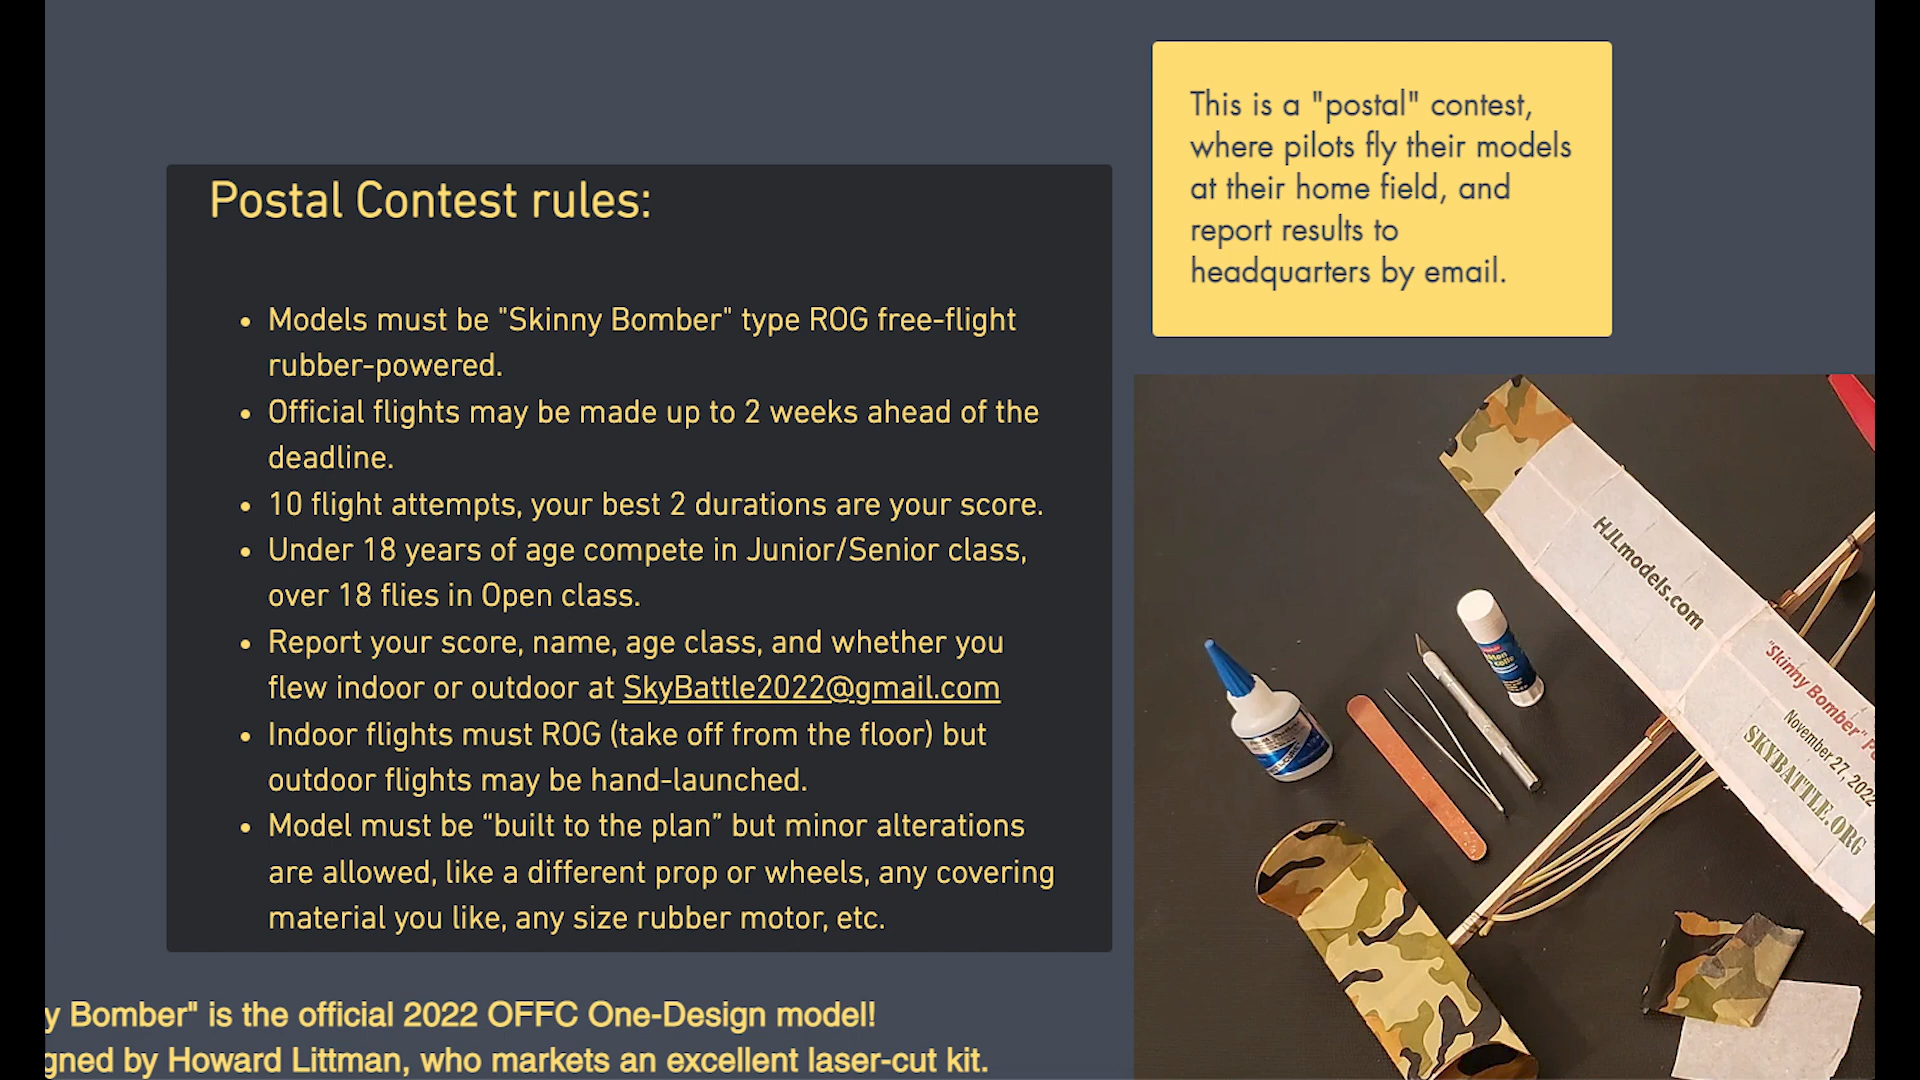 This is a "postal" contest,
where pilots fly their models
at their home field, and
report results to
headquarters by email.
Postal Contest rules:
• Models must be "Skinny Bomber" type ROG free-flight
rubber-powered.
• Official flights may be made up to 2 weeks ahead of the
deadline.
• 10 flight attempts, your best 2 durations are your score.
• Under 18 years of age compete in Junior/Senior class,
over 18 flies in Open class.
• Report your score, name, age class, and whether you
flew indoor or outdoor at SkyBattle2022@gmail.com
• Indoor flights must ROG (take off from the floor) but
outdoor flights may be hand-launched.
• Model must be “built to the plan” but minor alterations
are allowed, like a different prop or wheels, any covering
material you like, any size rubber motor, etc.
y Bomber" is the official 2022 OFFC One-Design model!
gned by Howard Littman, who markets an excellent laser-cut kit.
HJLmodels.com
"Skinny Bomber"
November 27, 2022
SKYBATTLE.ORG